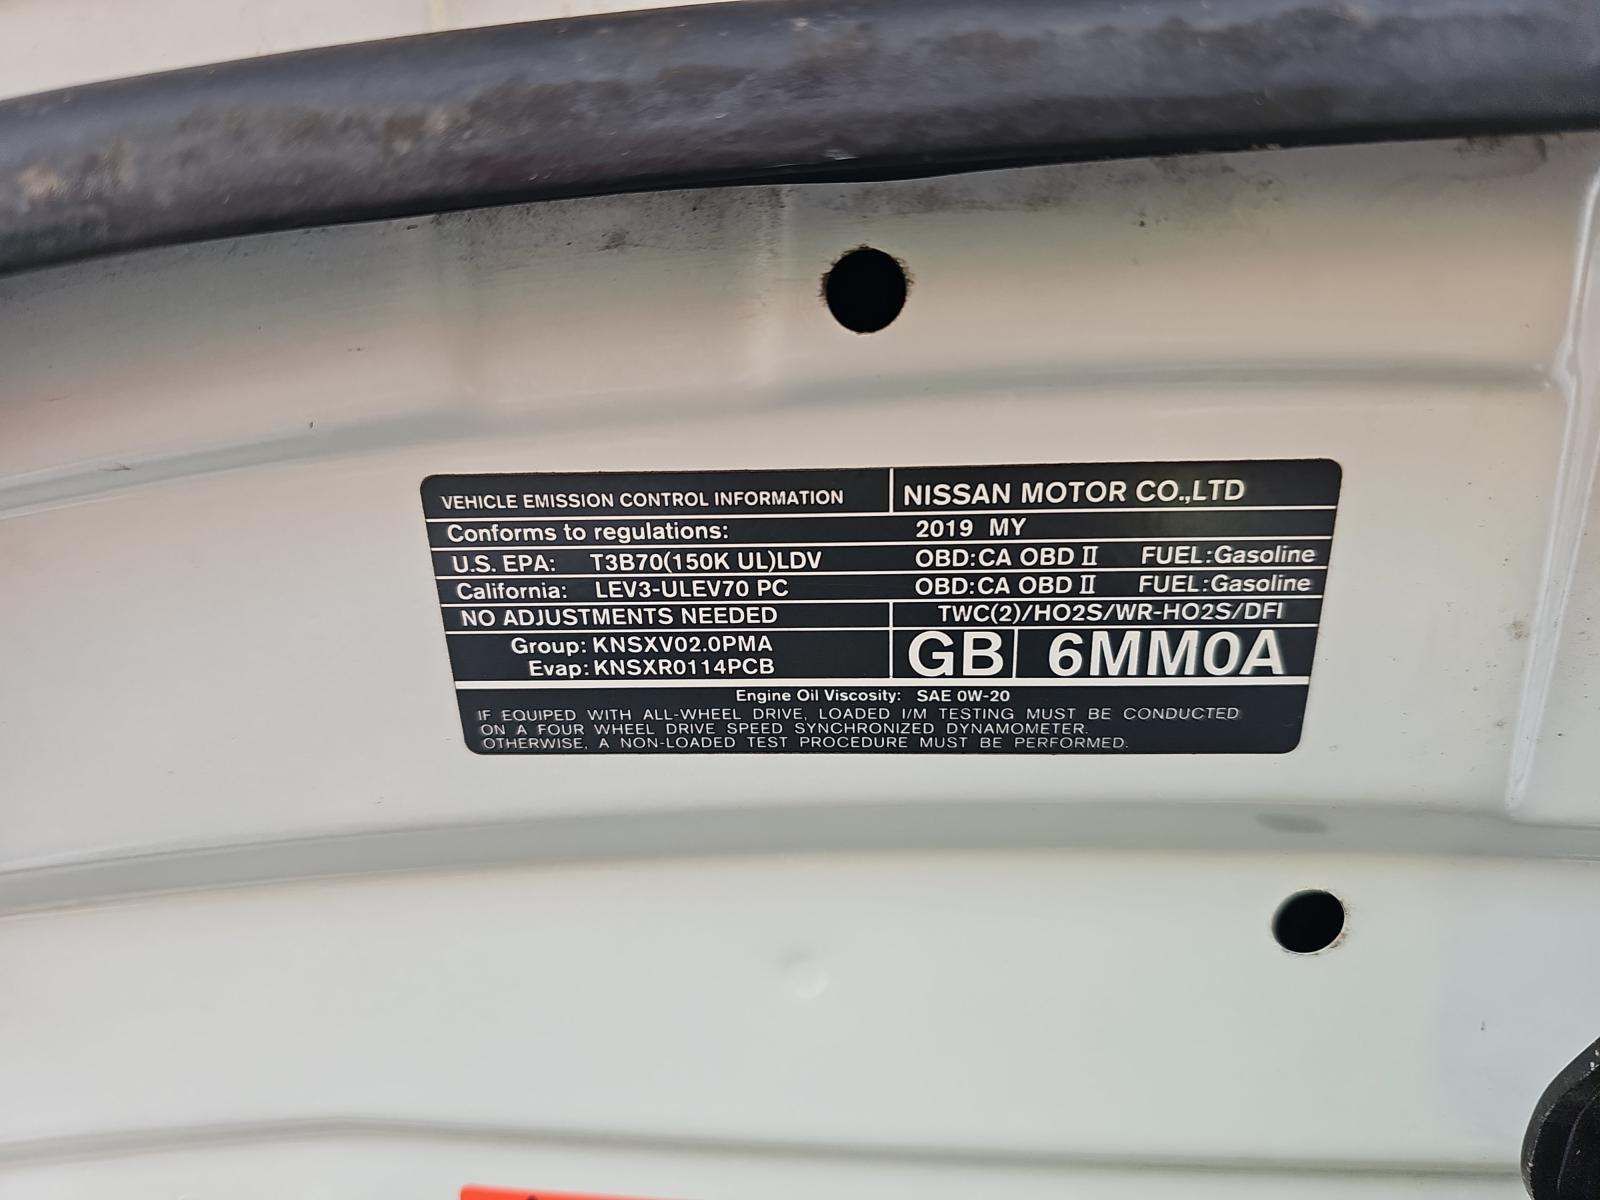 VEHICLE EMISSION CONTROL INFORMATION NISSAN MOTOR CO.,LTD
Conforms to regulations: 2019 MY
U.S. EPA: T3B70(150K UL)LDV OBD:CA OBD II FUEL:Gasoline
California: LEV3-ULEV70 PC OBD:CA OBD II FUEL:Gasoline
NO ADJUSTMENTS NEEDED TWC(2)/HO2S/WR-HO2S/DFI
Group: KNSXV02.0PMA GB 6MM0A
Evap: KNSXR0114PCB
Engine Oil Viscosity: SAE 0W-20
IF EQUIPED WITH ALL-WHEEL DRIVE, LOADED I/M TESTING MUST BE CONDUCTED
ON A FOUR WHEEL DRIVE SPEED SYNCHRONIZED DYNAMOMETER.
OTHERWISE, A NON-LOADED TEST PROCEDURE MUST BE PERFORMED.